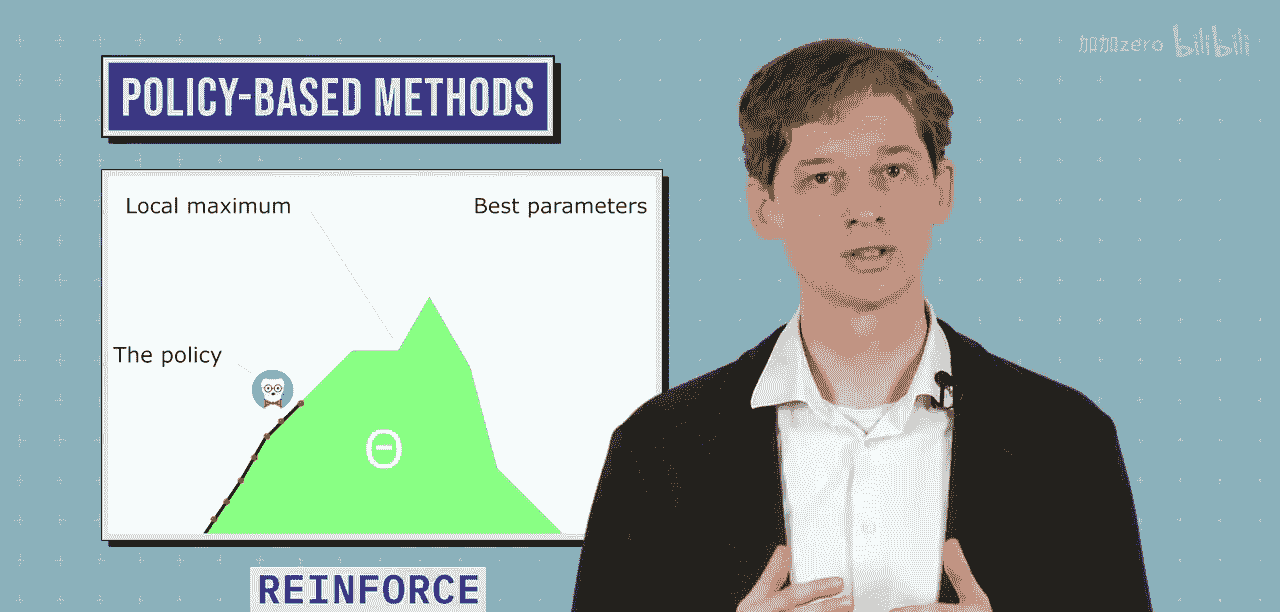 加加zero bilibili
POLICY-BASED METHODS
Local maximum
Best parameters
The policy
Θ
REINFORCE